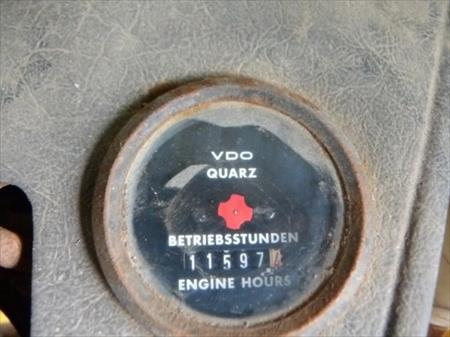 VDO
QUARZ
BETRIEBSSTUNDEN
115974
ENGINE HOURS